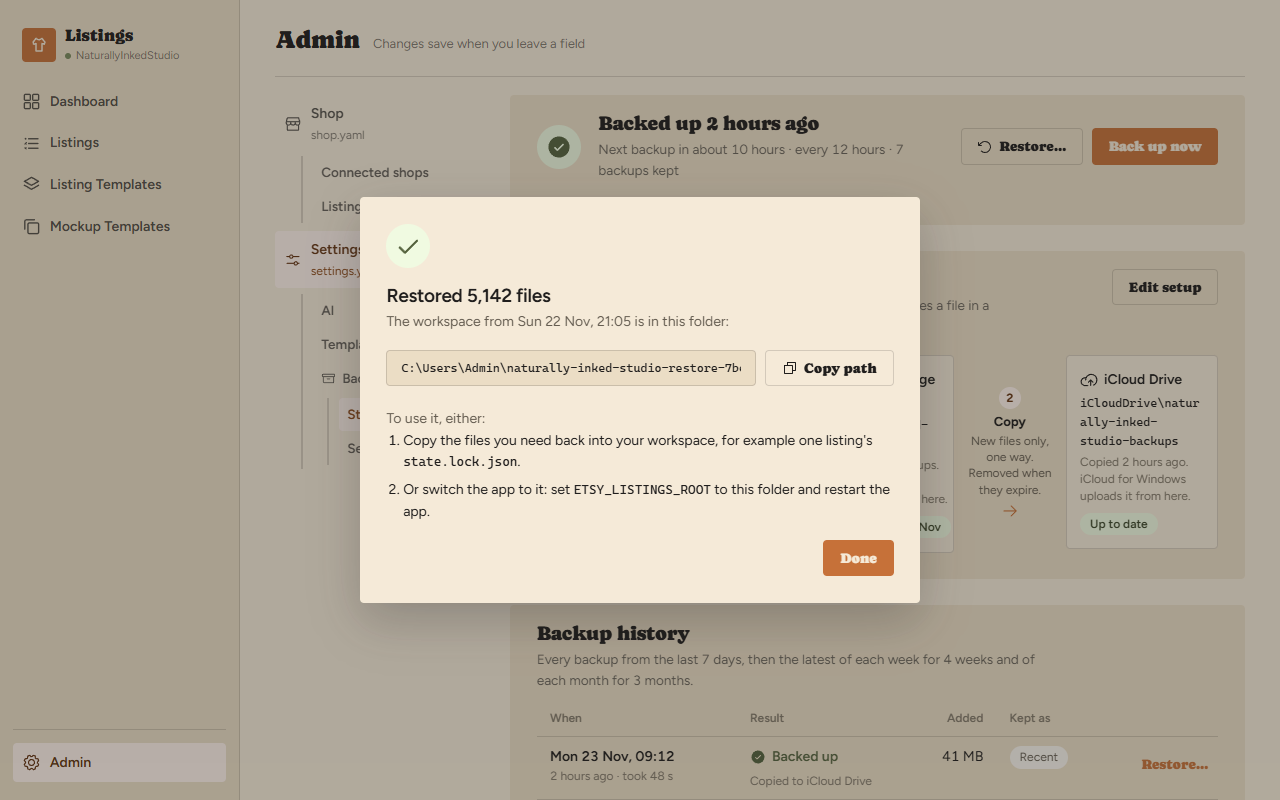 Listings
NaturallyInkedStudio
Dashboard
Listings
Listing Templates
Mockup Templates
Admin
Admin
Changes save when you leave a field
Shop
shop.yaml
Connected shops
Listing
Settings
settings.y
AI
Templa
Bac
St
Se
Backed up 2 hours ago
Next backup in about 10 hours · every 12 hours · 7
backups kept
Restore...
Back up now
Restored 5,142 files
The workspace from Sun 22 Nov, 21:05 is in this folder:
C:\Users\Admin\naturally-inked-studio-restore-7b
Copy path
To use it, either:
1. Copy the files you need back into your workspace, for example one listing's
state.lock.json.
2. Or switch the app to it: set ETSY_LISTINGS_ROOT to this folder and restart the
app.
Done
es a file in a
Edit setup
ge
ups.
here.
Nov
2
Copy
New files only,
one way.
Removed when
they expire.
iCloud Drive
iCloudDrive\natur
ally-inked-
studio-backups
Copied 2 hours ago.
iCloud for Windows
uploads it from here.
Up to date
Backup history
Every backup from the last 7 days, then the latest of each week for 4 weeks and of
each month for 3 months.
When Result Added Kept as
Mon 23 Nov, 09:12 Backed up 41 MB Recent Restore...
2 hours ago · took 48 s Copied to iCloud Drive